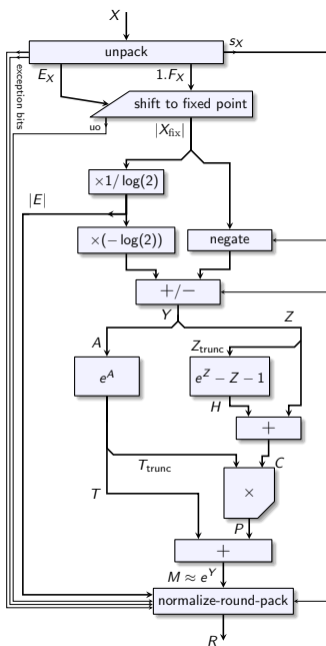 X
unpack
s_X
E_X
1.F_X
exception bits
shift to fixed point
uo
|X_fix|
×1/log(2)
|E|
×(−log(2))
negate
+/−
Y
Z
A
Z_trunc
e^A
e^Z − Z − 1
H
+
T_trunc
C
×
T
P
+
M ≈ e^Y
normalize-round-pack
R